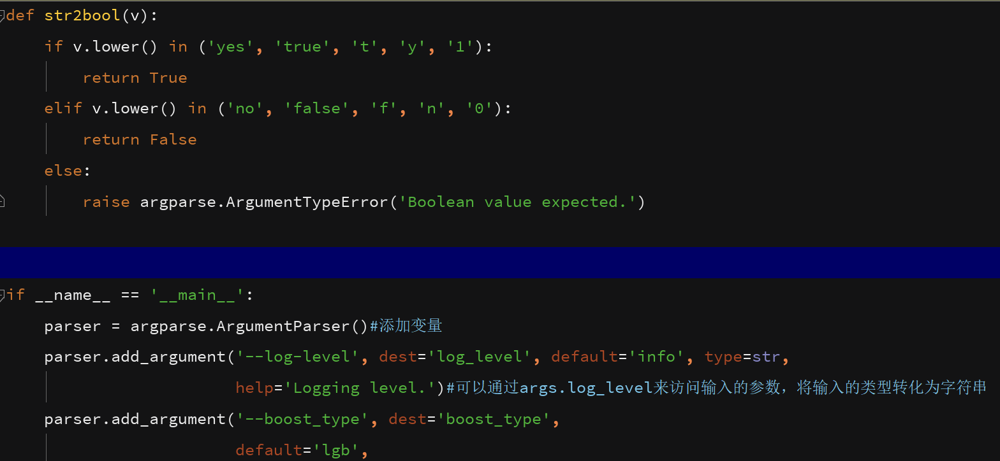 def str2bool(v):
    if v.lower() in ('yes', 'true', 't', 'y', '1'):
        return True
    elif v.lower() in ('no', 'false', 'f', 'n', '0'):
        return False
    else:
        raise argparse.ArgumentTypeError('Boolean value expected.')
if __name__ == '__main__':
    parser = argparse.ArgumentParser()#添加变量
    parser.add_argument('--log-level', dest='log_level', default='info', type=str,
                        help='Logging level.')#可以通过args.log_level来访问输入的参数，将输入的类型转化为字符串
    parser.add_argument('--boost_type', dest='boost_type',
                        default='lgb',